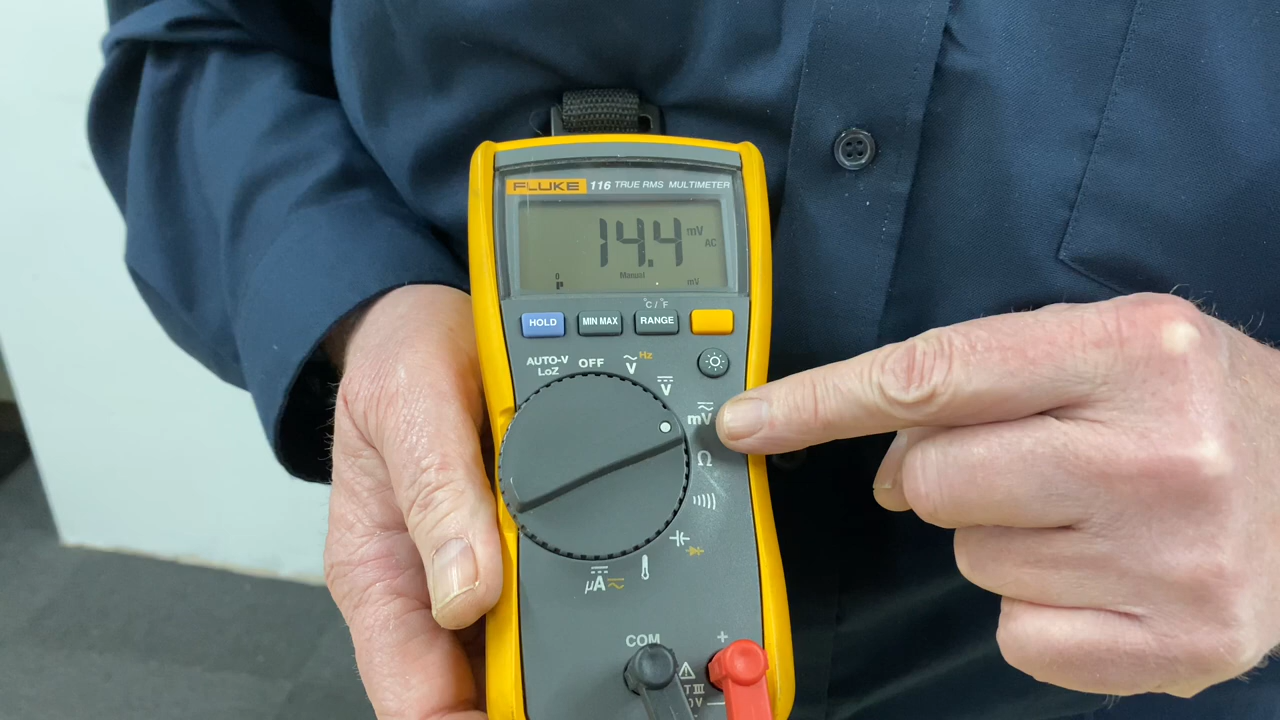 FLUKE 116 TRUE RMS MULTIMETER
14.4 mV
AC
Manual
mV
°C / °F
HOLD MIN MAX RANGE
AUTO-V
LoZ
OFF
Hz
V
V
mV
Ω
µA
COM
+